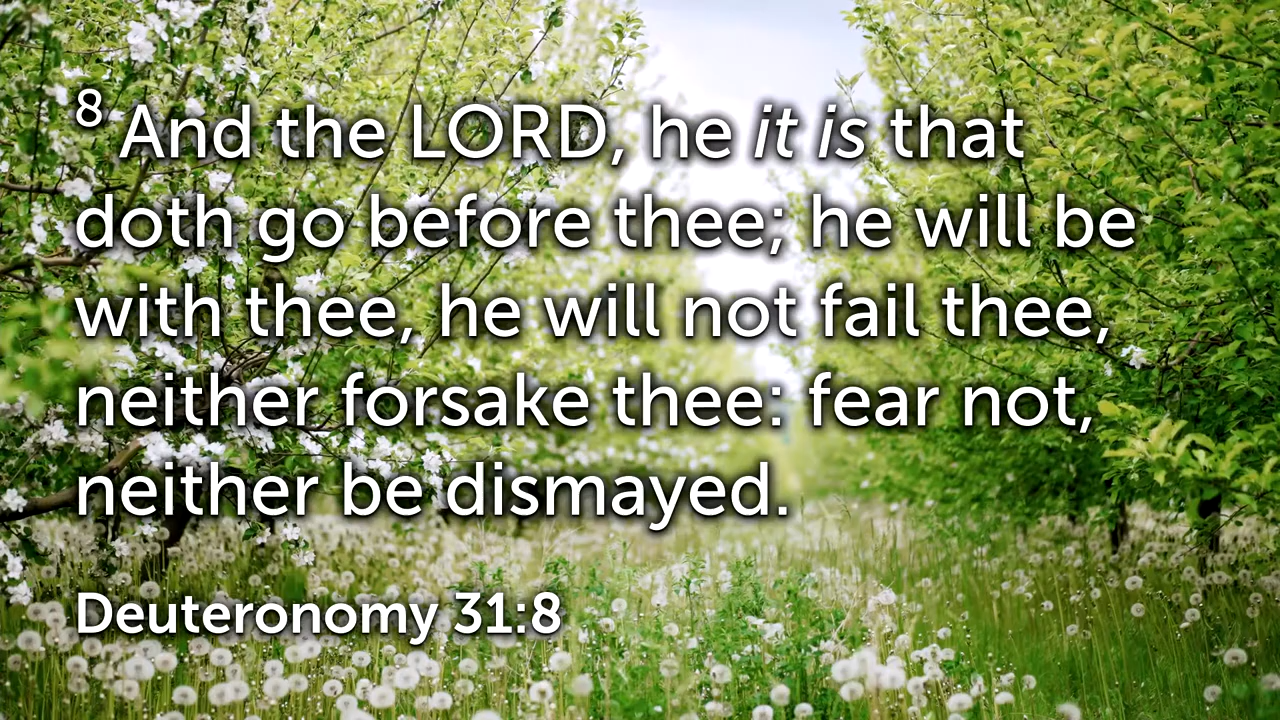 8 And the LORD, he it is that
doth go before thee; he will be
with thee, he will not fail thee,
neither forsake thee: fear not,
neither be dismayed.
Deuteronomy 31:8